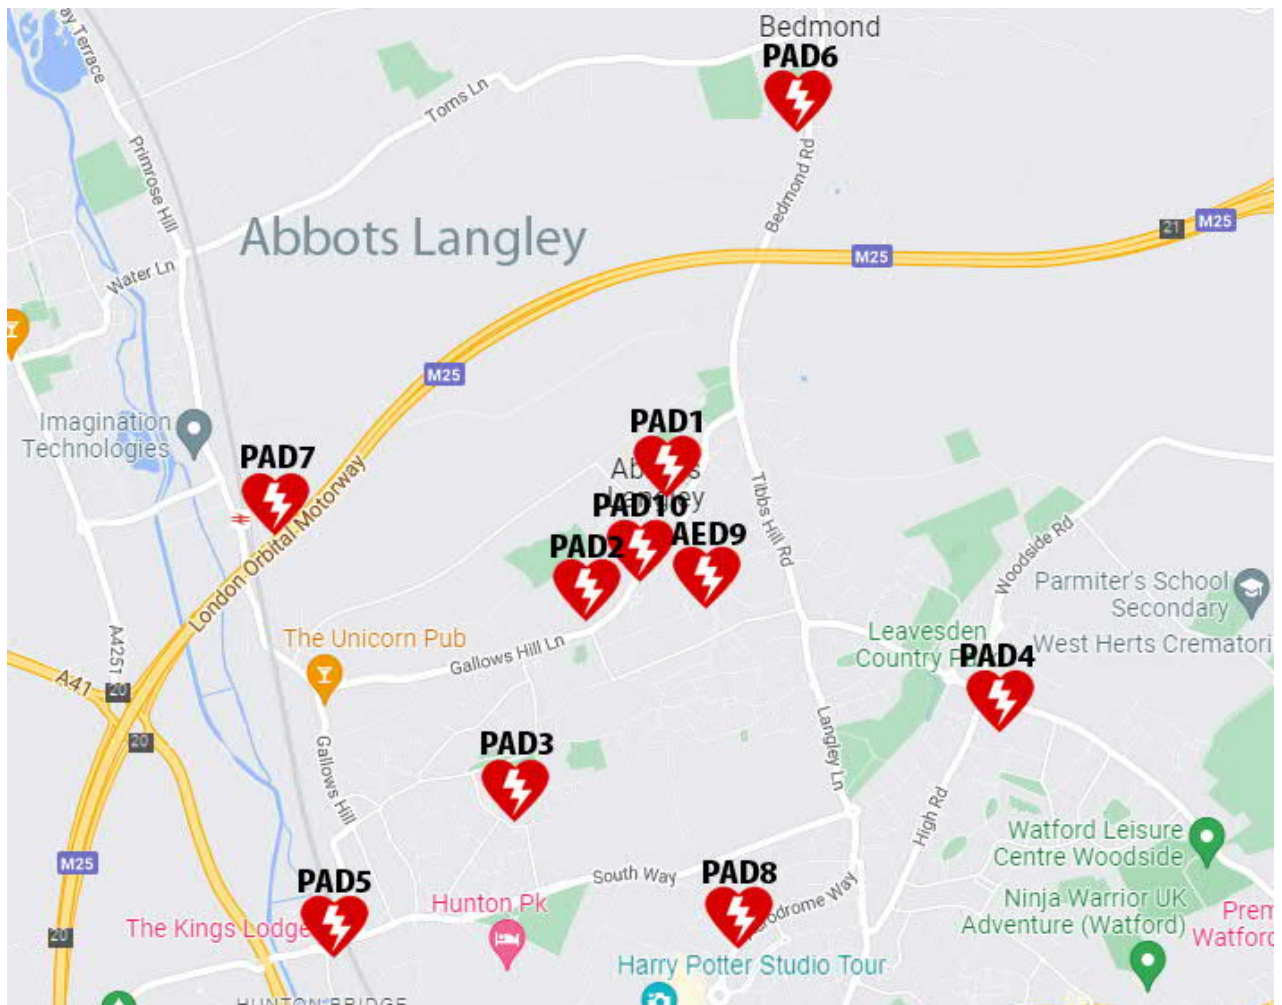 Bedmond
PAD6
Terrace
Toms Ln
Primrose Hill
Bedmond Rd
21
M25
Abbots Langley
M25
Water Ln
M25
Imagination
Technologies
PAD1
PAD7
London Orbital Motorway
Tibbs Hill Rd
PAD10
AED9
PAD2
Woodside Rd
Parmiter's School
Secondary
A4251
The Unicorn Pub
Gallows Hill Ln
Leavesden
Country
West Herts
PAD4
A41
20
20
Gallows Hill
PAD3
Langley Ln
High Rd
Watford Leisure
Centre Woodside
M25
South Way
PAD8
PAD5
Hunton Pk
Way
Ninja Warrior UK
Adventure (Watford)
The Kings Lodge
20
Harry Potter Studio Tour
HUNTON BRIDGE